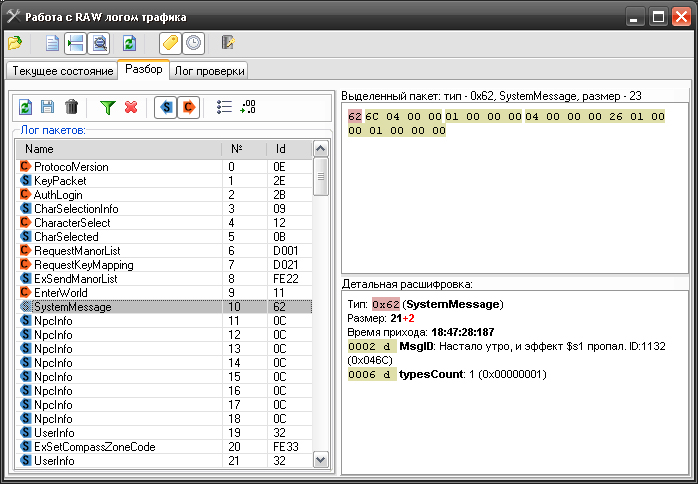 Работа с RAW логом трафика
Текущее состояние Разбор Лог проверки
Лог пакетов:
Name № Id
C ProtocolVersion 0 0E
S KeyPacket 1 2E
C AuthLogin 2 2B
S CharSelectionInfo 3 09
C CharacterSelect 4 12
S CharSelected 5 0B
C RequestManorList 6 D001
C RequestKeyMapping 7 D021
S ExSendManorList 8 FE22
C EnterWorld 9 11
SystemMessage 10 62
S NpcInfo 11 0C
S NpcInfo 12 0C
S NpcInfo 13 0C
S NpcInfo 14 0C
S NpcInfo 15 0C
S NpcInfo 16 0C
S NpcInfo 17 0C
S NpcInfo 18 0C
S UserInfo 19 32
S ExSetCompassZoneCode 20 FE33
S UserInfo 21 32
Выделенный пакет: тип - 0x62, SystemMessage, размер - 23
62 6C 04 00 00 01 00 00 00 04 00 00 00 26 01 00
00 01 00 00 00
Детальная расшифровка:
Тип: 0x62 (SystemMessage)
Размер: 21+2
Время прихода: 18:47:28:187
0002 d MsgID: Настало утро, и эффект $s1 пропал. ID:1132
(0x046C)
0006 d typesCount: 1 (0x00000001)